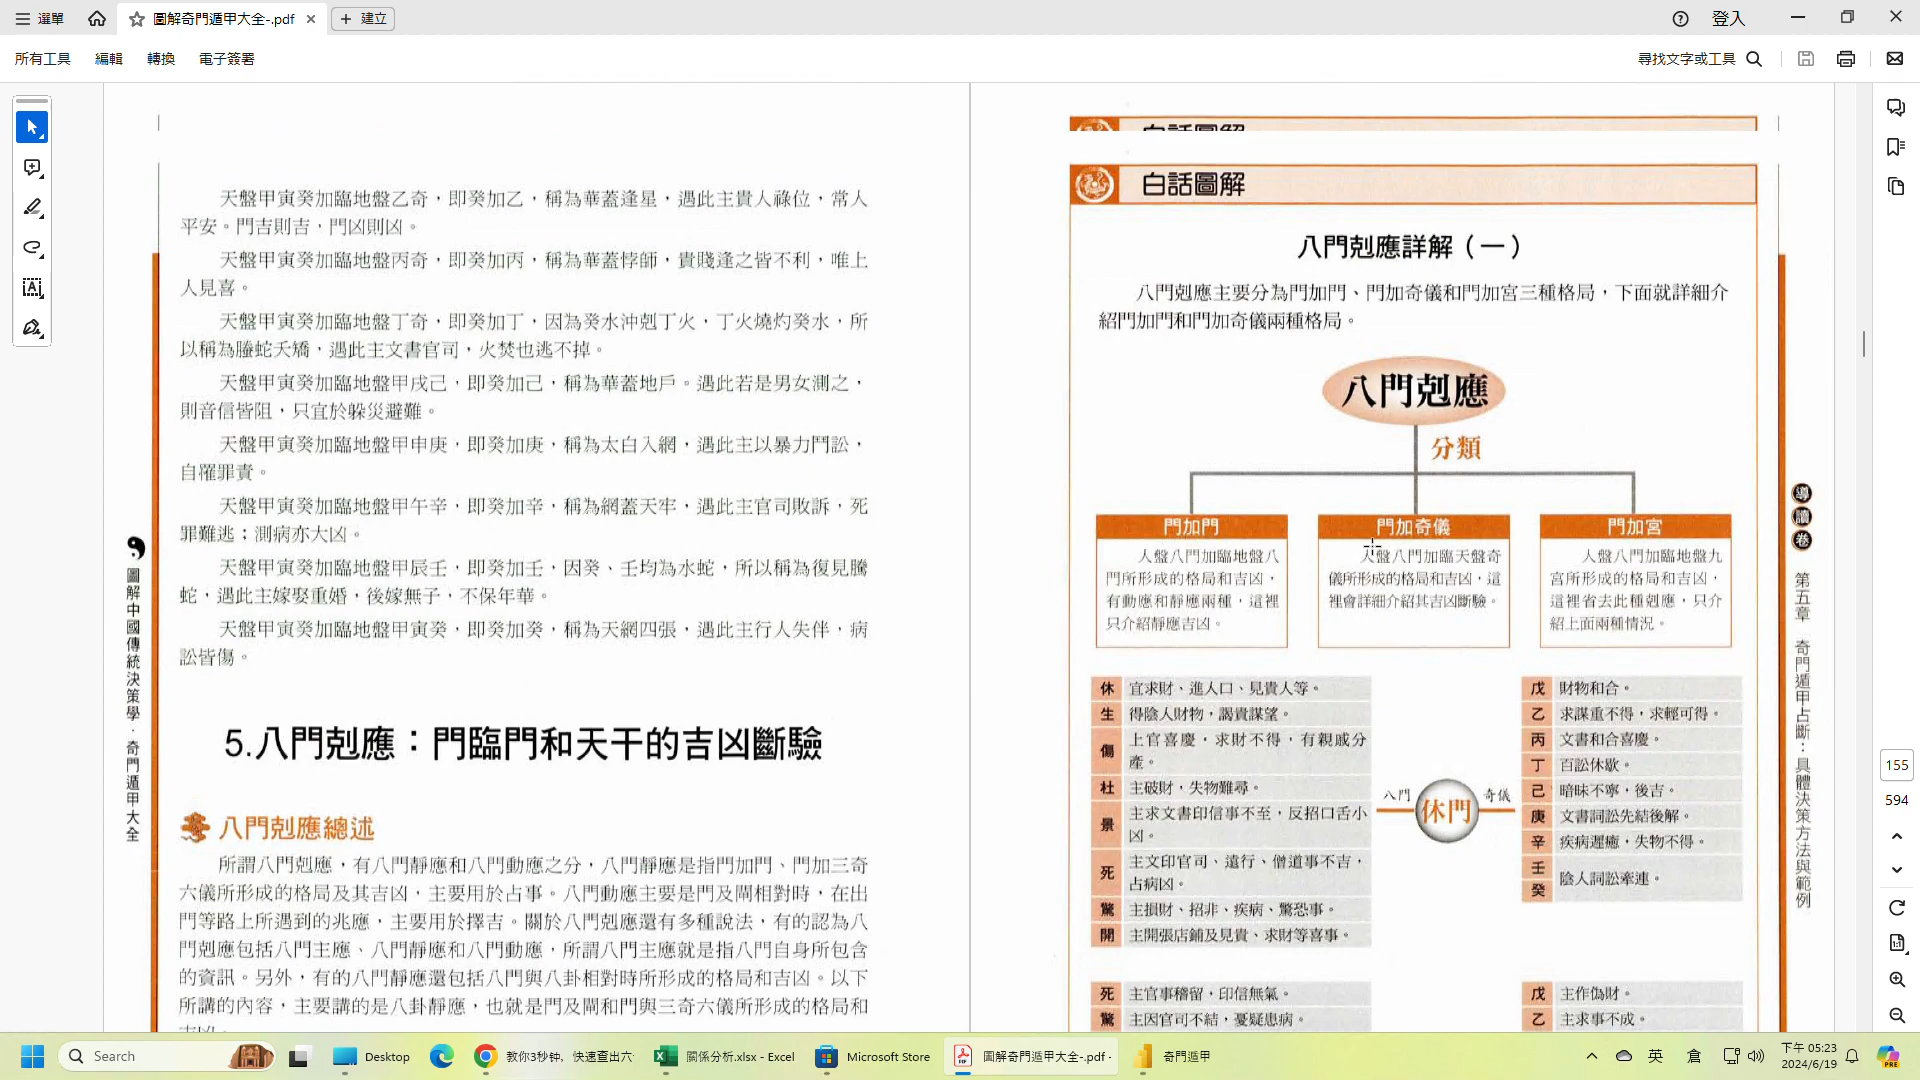 選單
圖解奇門遁甲大全-.pdf
建立
登入
所有工具
編輯
轉換
電子簽署
尋找文字或工具
天盤甲寅癸加臨地盤乙奇，即癸加乙，稱為華蓋逢星，遇此主貴人祿位，常人
平安。門吉則吉，門凶則凶。
天盤甲寅癸加臨地盤丙奇，即癸加丙，稱為華蓋悖師，貴賤逢之皆不利，唯上
人見喜。
天盤甲寅癸加臨地盤丁奇，即癸加丁，因為癸水沖剋丁火，丁火燒灼癸水，所
以稱為螣蛇夭矯，遇此主文書官司，火焚也逃不掉。
天盤甲寅癸加臨地盤甲戌己，即癸加己，稱為華蓋地戶。遇此若是男女測之，
則音信皆阻，只宜於躲災避難。
天盤甲寅癸加臨地盤甲申庚，即癸加庚，稱為太白入網，遇此主以暴力鬥訟，
自罹罪責。
天盤甲寅癸加臨地盤甲午辛，即癸加辛，稱為網蓋天牢，遇此主官司敗訴，死
罪難逃；測病亦大凶。
天盤甲寅癸加臨地盤甲辰壬，即癸加壬，因癸、壬均為水蛇，所以稱為復見騰
蛇，遇此主嫁娶重婚，後嫁無子，不保年華。
天盤甲寅癸加臨地盤甲寅癸，即癸加癸，稱為天網四張，遇此主行人失伴，病
訟皆傷。
5.八門剋應：門臨門和天干的吉凶斷驗
八門剋應總述
所謂八門剋應，有八門靜應和八門動應之分，八門靜應是指門加門、門加三奇
六儀所形成的格局及其吉凶，主要用於占事。八門動應主要是門及闈相對時，在出
門等路上所遇到的兆應，主要用於擇吉。關於八門剋應還有多種說法，有的認為八
門剋應包括八門主應、八門靜應和八門動應，所謂八門主應就是指八門自身所包含
的資訊。另外，有的八門靜應還包括八門與八卦相對時所形成的格局和吉凶。以下
所講的內容，主要講的是八卦靜應，也就是門及闈和門與三奇六儀所形成的格局和
圖解中國傳統決策學·奇門遁甲大全
白話圖解
白話圖解
八門剋應詳解（一）
八門剋應主要分為門加門、門加奇儀和門加宮三種格局，下面就詳細介
紹門加門和門加奇儀兩種格局。
八門剋應
分類
門加門
人盤八門加臨地盤八
門所形成的格局和吉凶，
有動應和靜應兩種，這裡
只介紹靜應吉凶。
門加奇儀
人盤八門加臨天盤奇
儀所形成的格局和吉凶，這
裡會詳細介紹其吉凶斷驗。
門加宮
人盤八門加臨地盤九
宮所形成的格局和吉凶，
這裡省去此種剋應，只介
紹上面兩種情況。
休 宜求財、進人口、見貴人等。
生 得陰人財物，謁貴謀望。
傷 上官喜慶，求財不得，有親戚分
產。
杜 主破財，失物難尋。
景 主求文書印信事不至，反招口舌小
凶。
死 主文印官司、遠行、僧道事不吉，
占病凶。
驚 主損財、招非、疾病、驚恐事。
開 主開張店鋪及見貴、求財等喜事。
八門
休門
奇儀
戊 財物和合。
乙 求謀重不得，求輕可得。
丙 文書和合喜慶。
丁 百訟休歇。
己 暗昧不寧，後吉。
庚 文書詞訟先結後解。
辛 疾病遲癒，失物不得。
壬
癸 陰人詞訟牽連。
死 主官事稽留，印信無氣。
驚 主因官司不結，憂疑患病。
戊 主作偽財。
乙 主求事不成。
導讀卷
第五章 奇門遁甲占斷：具體決策方法與範例
155
594
Search
Desktop
教你3秒钟，快速查出六
關係分析.xlsx - Excel
Microsoft Store
圖解奇門遁甲大全-.pdf -
奇門遁甲
英
倉
下午 05:23
2024/6/19
PRE